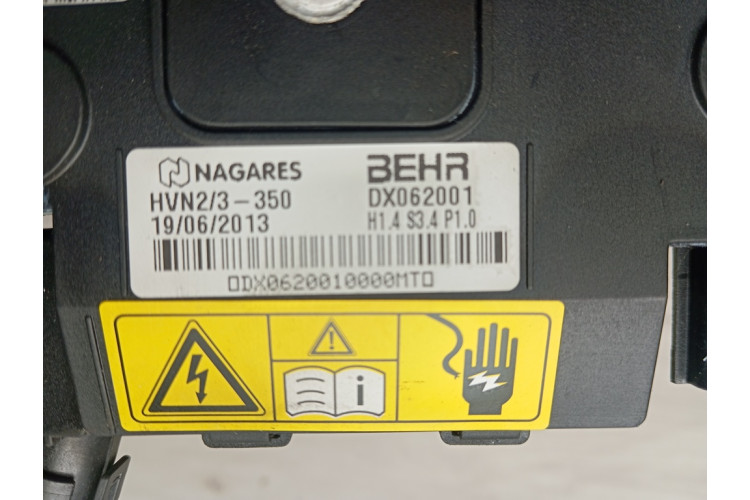 NAGARES BEHR
HVN2/3-350 DX062001
19/06/2013 H1.4 S3.4 P1.0
DX0620010000MT